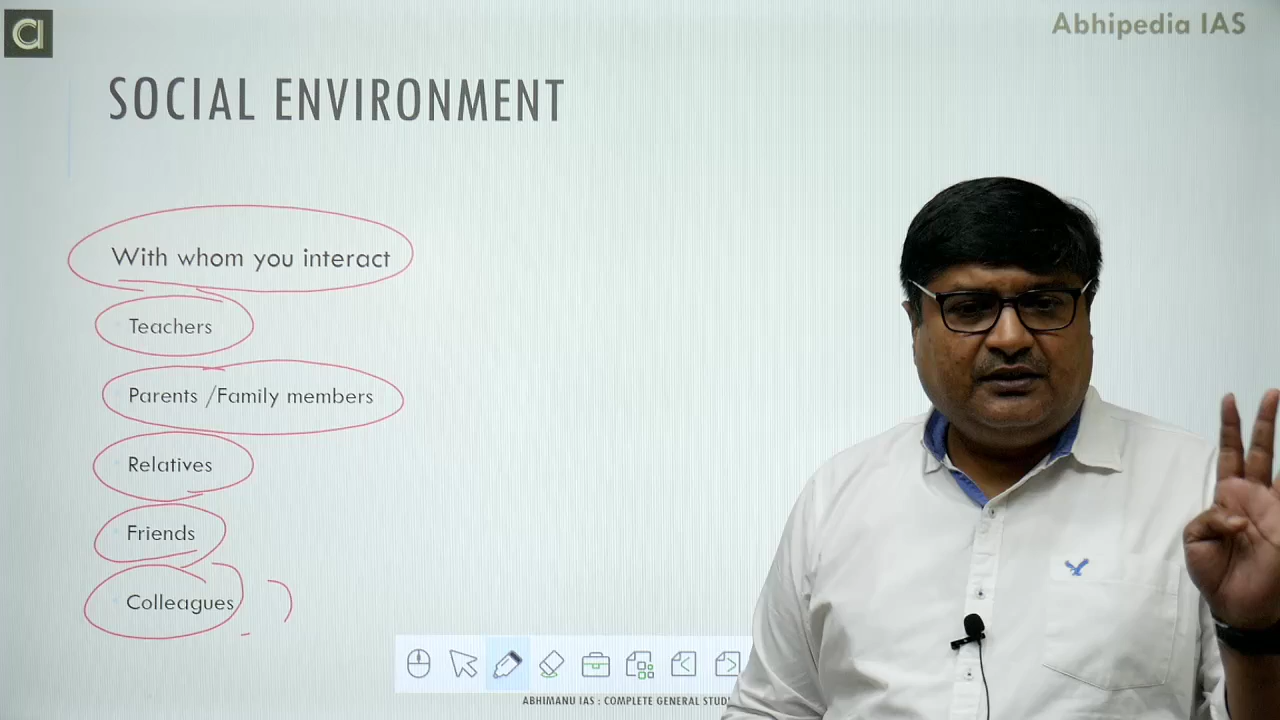 Abhipedia IAS
SOCIAL ENVIRONMENT
With whom you interact
Teachers
Parents /Family members
Relatives
Friends
Colleagues
ABHIMANU IAS : COMPLETE GENERAL